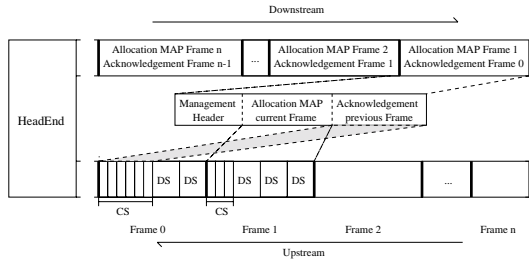 Downstream
Allocation MAP Frame n
Acknowledgement Frame n-1
...
Allocation MAP Frame 2
Acknowledgement Frame 1
Allocation MAP Frame 1
Acknowledgement Frame 0
HeadEnd
Management
Header
Allocation MAP
current Frame
Acknowledgement
previous Frame
DS
DS
DS
DS
DS
...
CS
CS
Frame 0
Frame 1
Frame 2
Frame n
Upstream